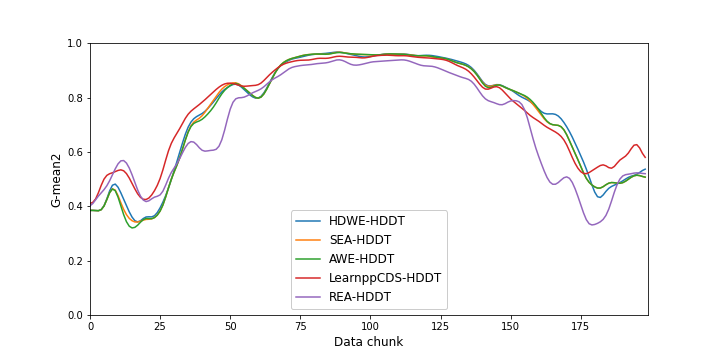 G-mean2
1.0
0.8
0.6
0.4
0.2
0.0
HDWE-HDDT
SEA-HDDT
AWE-HDDT
LearnppCDS-HDDT
REA-HDDT
0 25 50 75 100 125 150 175
Data chunk